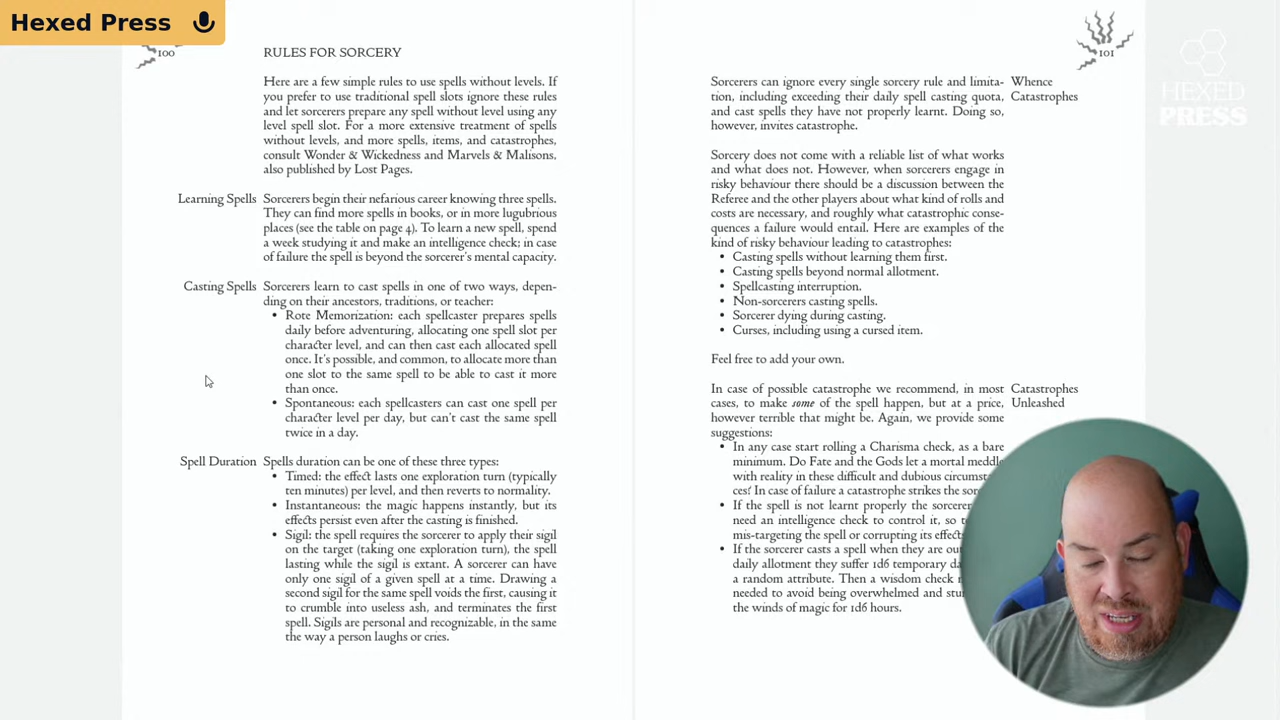 Hexed Press
100
RULES FOR SORCERY
Here are a few simple rules to use spells without levels. If
you prefer to use traditional spell slots ignore these rules
and let sorcerers prepare any spell without level using any
level spell slot. For a more extensive treatment of spells
without levels, and more spells, items, and catastrophes,
consult Wonder & Wickedness and Marvels & Malisons,
also published by Lost Pages.
Learning Spells
Sorcerers begin their nefarious career knowing three spells.
They can find more spells in books, or in more lugubrious
places (see the table on page 4). To learn a new spell, spend
a week studying it and make an intelligence check; in case
of failure the spell is beyond the sorcerer's mental capacity.
Casting Spells
Sorcerers learn to cast spells in one of two ways, depen-
ding on their ancestors, traditions, or teacher:
• Rote Memorization: each spellcaster prepares spells
daily before adventuring, allocating one spell slot per
character level, and can then cast each allocated spell
once. It's possible, and common, to allocate more than
one slot to the same spell to be able to cast it more
than once.
• Spontaneous: each spellcasters can cast one spell per
character level per day, but can't cast the same spell
twice in a day.
Spell Duration
Spells duration can be one of these three types:
• Timed: the effect lasts one exploration turn (typically
ten minutes) per level, and then reverts to normality.
• Instantaneous: the magic happens instantly, but its
effects persist even after the casting is finished.
• Sigil: the spell requires the sorcerer to apply their sigil
on the target (taking one exploration turn), the spell
lasting while the sigil is extant. A sorcerer can have
only one sigil of a given spell at a time. Drawing a
second sigil for the same spell voids the first, causing it
to crumble into useless ash, and terminates the first
spell. Sigils are personal and recognizable, in the same
the way a person laughs or cries.
101
Whence
Catastrophes
Sorcerers can ignore every single sorcery rule and limita-
tion, including exceeding their daily spell casting quota,
and cast spells they have not properly learnt. Doing so,
however, invites catastrophe.
Sorcery does not come with a reliable list of what works
and what does not. However, when sorcerers engage in
risky behaviour there should be a discussion between the
Referee and the other players about what kind of rolls and
costs are necessary, and roughly what catastrophic conse-
quences a failure would entail. Here are examples of the
kind of risky behaviour leading to catastrophes:
• Casting spells without learning them first.
• Casting spells beyond normal allotment.
• Spellcasting interruption.
• Non-sorcerers casting spells.
• Sorcerer dying during casting.
• Curses, including using a cursed item.
Feel free to add your own.
Catastrophes
Unleashed
In case of possible catastrophe we recommend, in most
cases, to make some of the spell happen, but at a price,
however terrible that might be. Again, we provide some
suggestions:
• In any case start rolling a Charisma check, as a bare
minimum. Do Fate and the Gods let a mortal meddle
with reality in these difficult and dubious circumst
ces? In case of failure a catastrophe strikes the sor
• If the spell is not learnt properly the sorcerer
need an intelligence check to control it, so
mis-targeting the spell or corrupting its effect
• If the sorcerer casts a spell when they are ou
daily allotment they suffer 1d6 temporary da
a random attribute. Then a wisdom check
needed to avoid being overwhelmed and stu
the winds of magic for 1d6 hours.
HEXED
PRESS